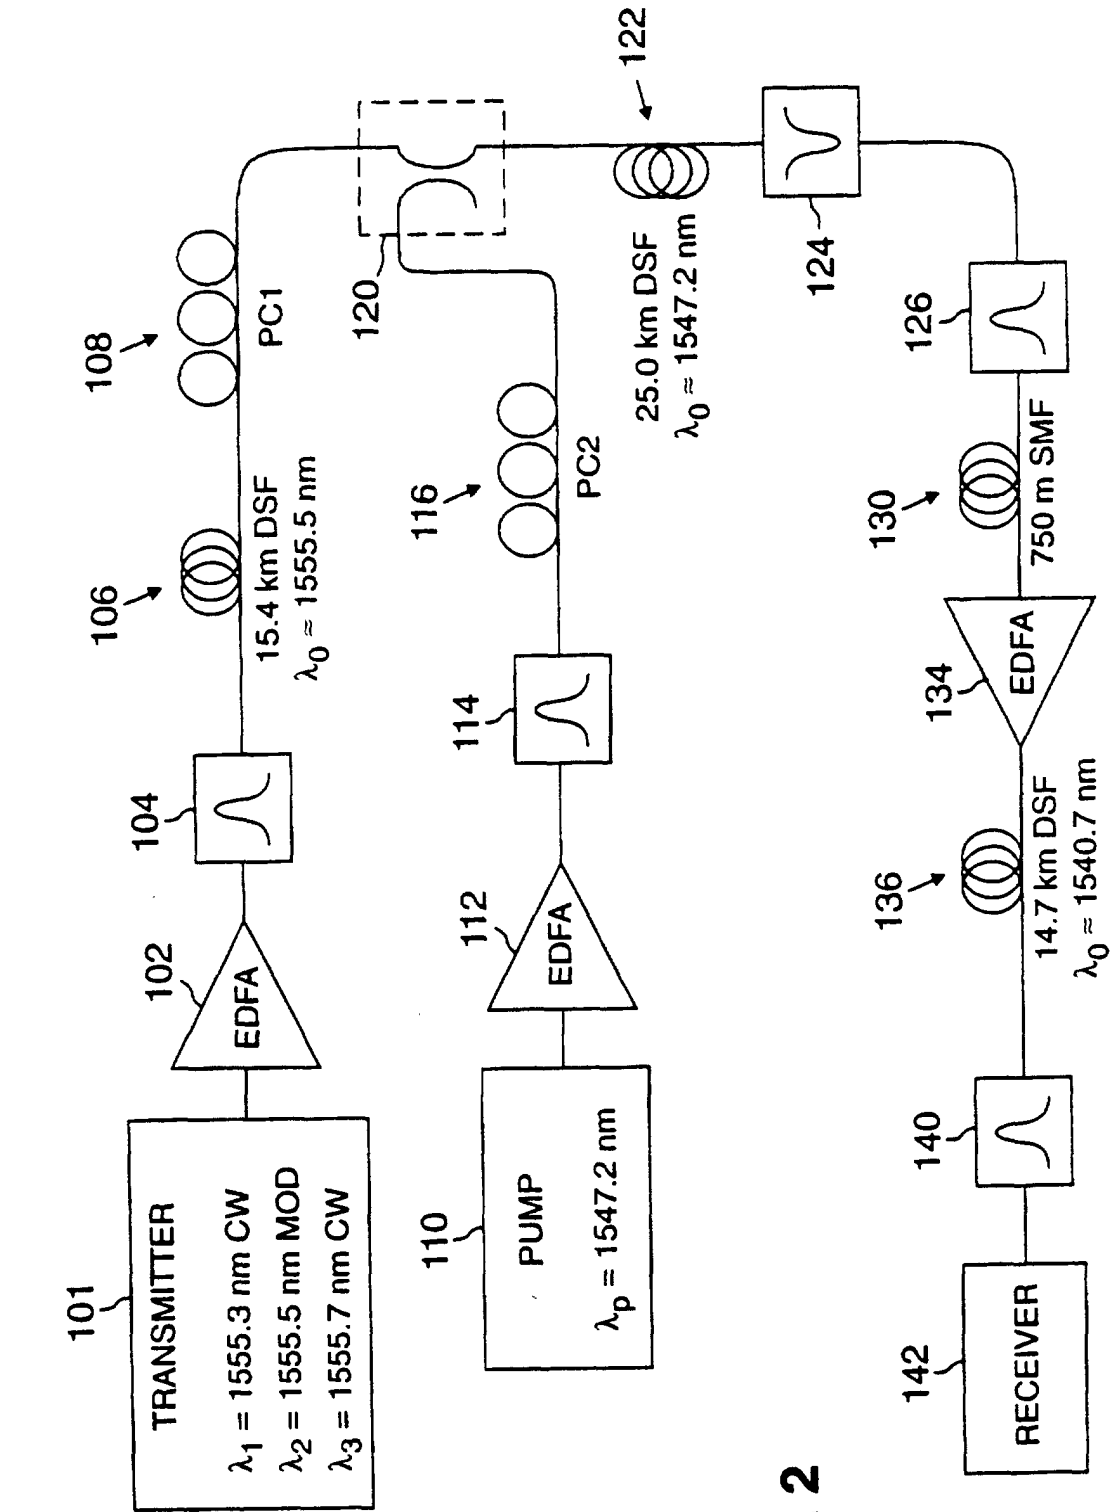 101
TRANSMITTER
λ1 = 1555.3 nm CW
λ2 = 1555.5 nm MOD
λ3 = 1555.7 nm CW
102
EDFA
104
106
15.4 km DSF
λ0 ≈ 1555.5 nm
108
PC1
110
PUMP
λp = 1547.2 nm
112
EDFA
114
116
PC2
120
122
25.0 km DSF
λ0 ≈ 1547.2 nm
124
126
130
750 m SMF
134
EDFA
136
14.7 km DSF
λ0 ≈ 1540.7 nm
140
142
RECEIVER
2